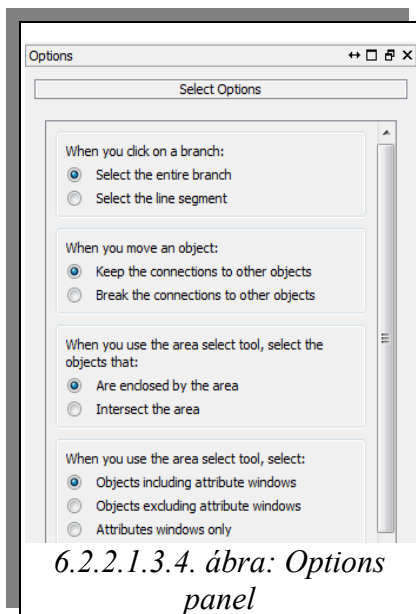 Options
Select Options
When you click on a branch:
Select the entire branch
Select the line segment
When you move an object:
Keep the connections to other objects
Break the connections to other objects
When you use the area select tool, select the
objects that:
Are enclosed by the area
Intersect the area
When you use the area select tool, select:
Objects including attribute windows
Objects excluding attribute windows
Attributes windows only
6.2.2.1.3.4. ábra: Options
panel